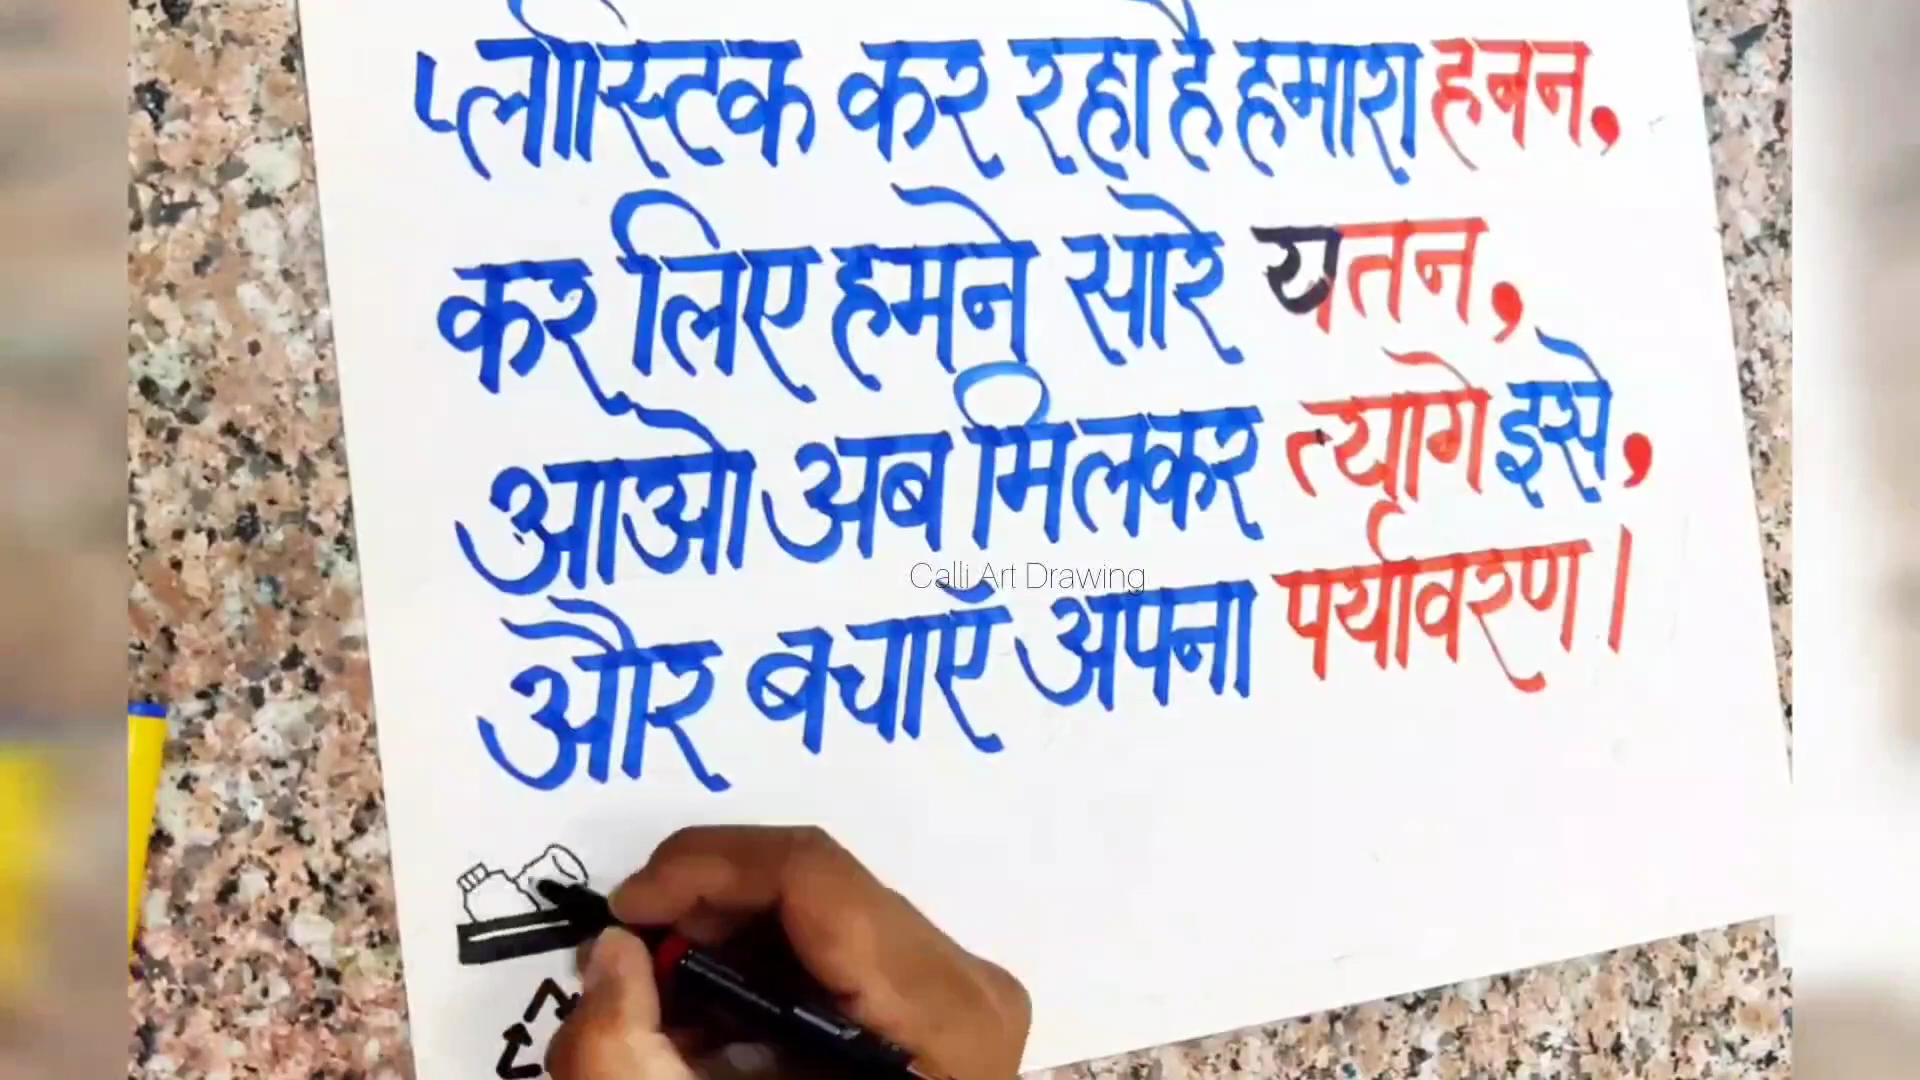 प्लास्टिक कर रहा है हमारा हनन,
कर लिए हमने सारे यतन,
आओ अब मिलकर त्यागे इसे,
Calli Art Drawing
और बचाएँ अपना पर्यावरण।